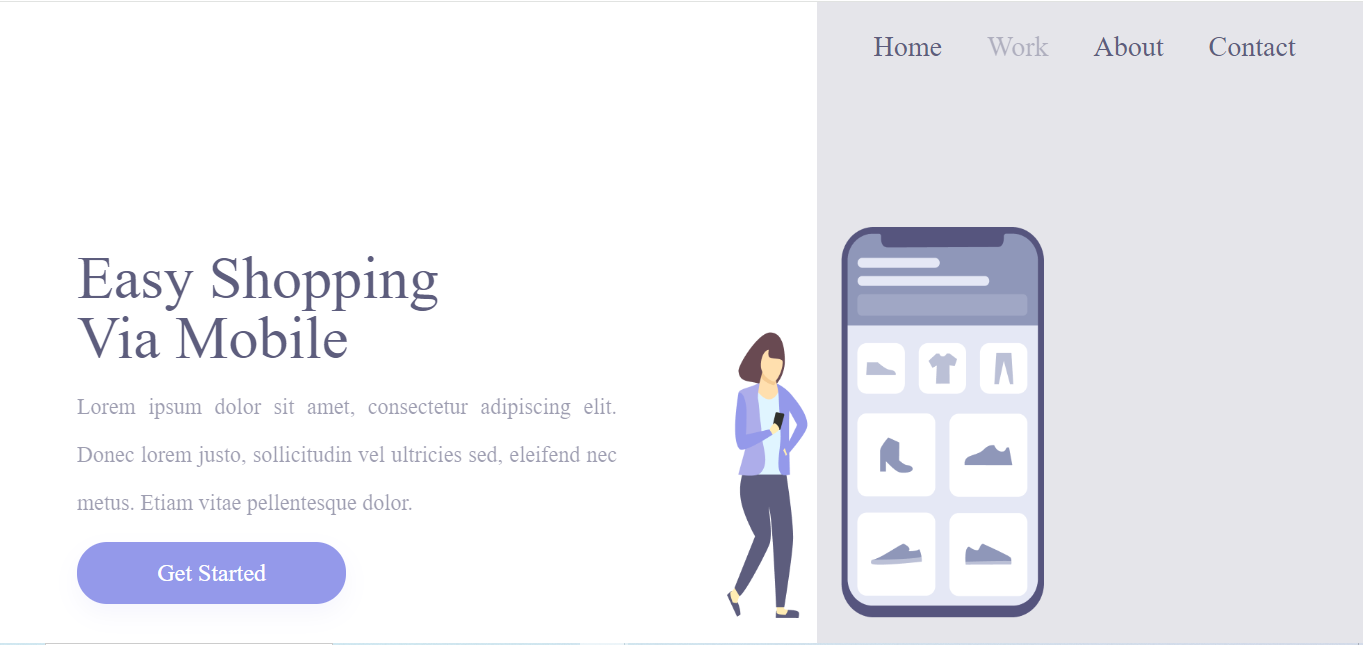 Home Work About Contact
Easy Shopping
Via Mobile
Lorem ipsum dolor sit amet, consectetur adipiscing elit.
Donec lorem justo, sollicitudin vel ultricies sed, eleifend nec
metus. Etiam vitae pellentesque dolor.
Get Started